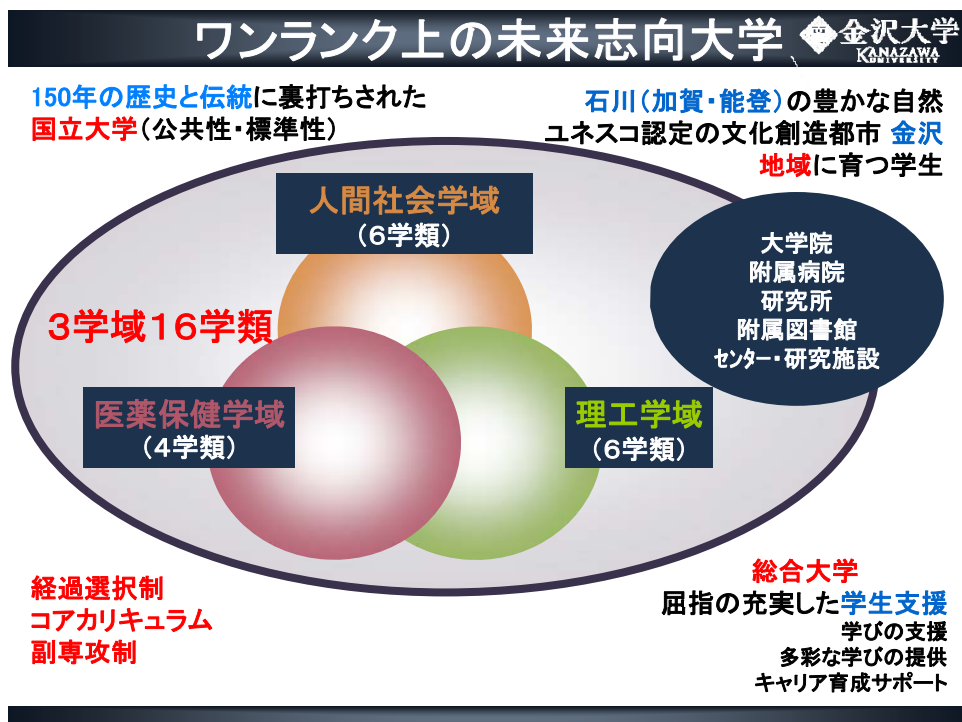 ワンランク上の未来志向大学
金沢大学
KANAZAWA
UNIVERSITY
150年の歴史と伝統に裏打ちされた
国立大学(公共性・標準性)
石川(加賀・能登)の豊かな自然
ユネスコ認定の文化創造都市 金沢
地域に育つ学生
人間社会学域
(6学類)
大学院
附属病院
研究所
附属図書館
センター・研究施設
3学域16学類
医薬保健学域
(4学類)
理工学域
(6学類)
経過選択制
コアカリキュラム
副専攻制
総合大学
屈指の充実した学生支援
学びの支援
多彩な学びの提供
キャリア育成サポート